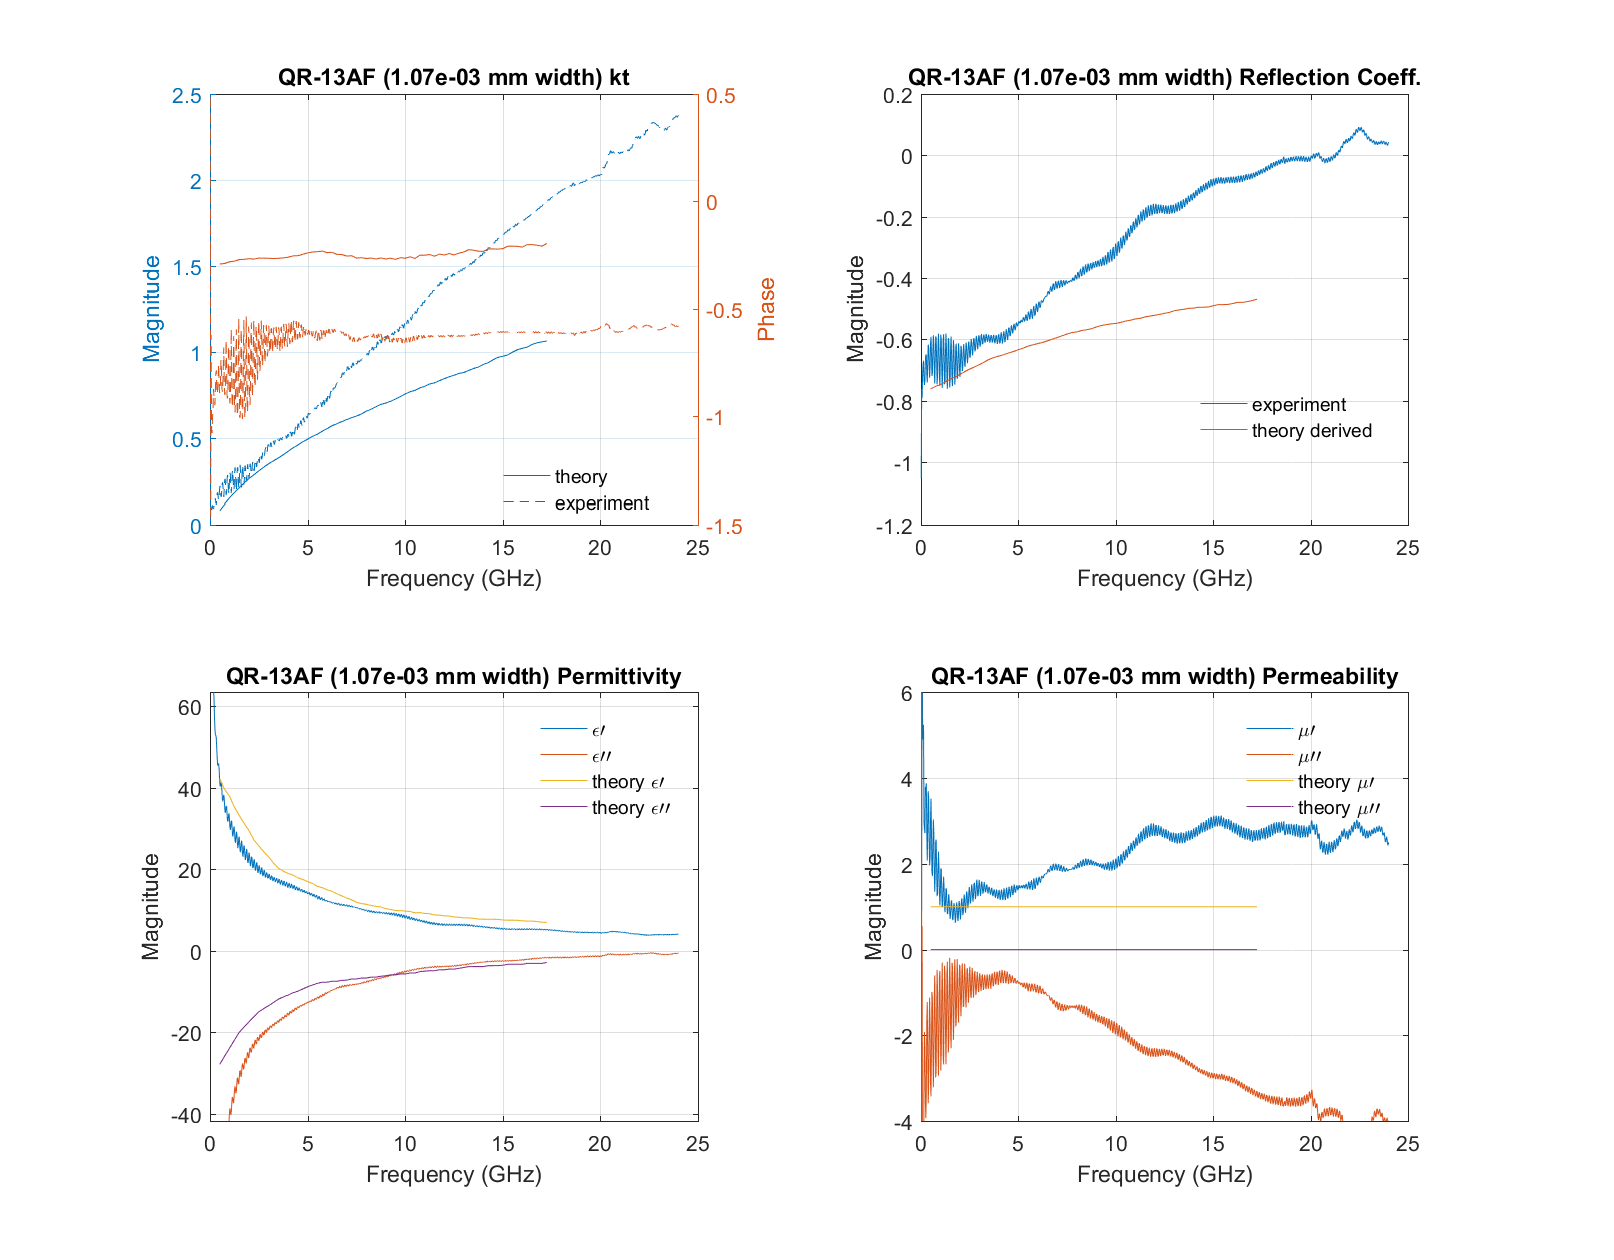 QR-13AF (1.07e-03 mm width) kt
2.5
2
1.5
1
0.5
0
0.5
0
-0.5
-1
-1.5
Magnitude
Phase
theory
experiment
0 5 10 15 20 25
Frequency (GHz)
QR-13AF (1.07e-03 mm width) Reflection Coeff.
0.2
0
-0.2
-0.4
-0.6
-0.8
-1
-1.2
Magnitude
experiment
theory derived
0 5 10 15 20 25
Frequency (GHz)
QR-13AF (1.07e-03 mm width) Permittivity
60
40
20
0
-20
-40
Magnitude
ϵ′
ϵ′′
theory ϵ′
theory ϵ′′
0 5 10 15 20 25
Frequency (GHz)
QR-13AF (1.07e-03 mm width) Permeability
6
4
2
0
-2
-4
Magnitude
μ′
μ′′
theory μ′
theory μ′′
0 5 10 15 20 25
Frequency (GHz)